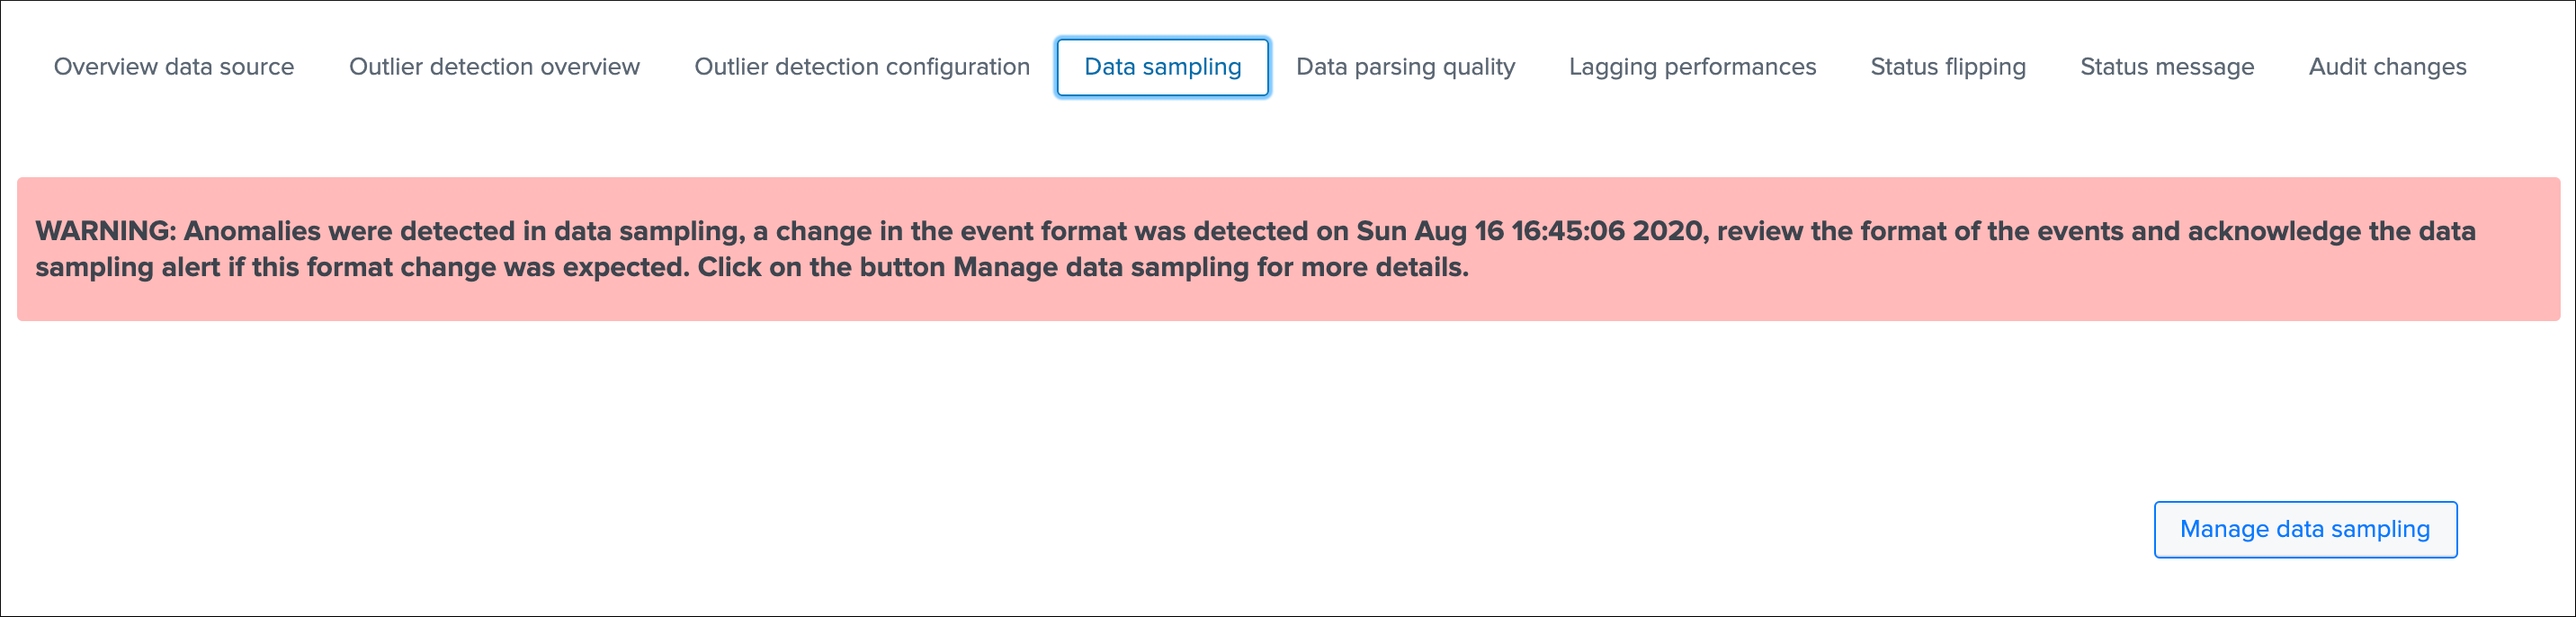 Overview data source Outlier detection overview Outlier detection configuration Data sampling Data parsing quality Lagging performances Status flipping Status message Audit changes
WARNING: Anomalies were detected in data sampling, a change in the event format was detected on Sun Aug 16 16:45:06 2020, review the format of the events and acknowledge the data
sampling alert if this format change was expected. Click on the button Manage data sampling for more details.
Manage data sampling